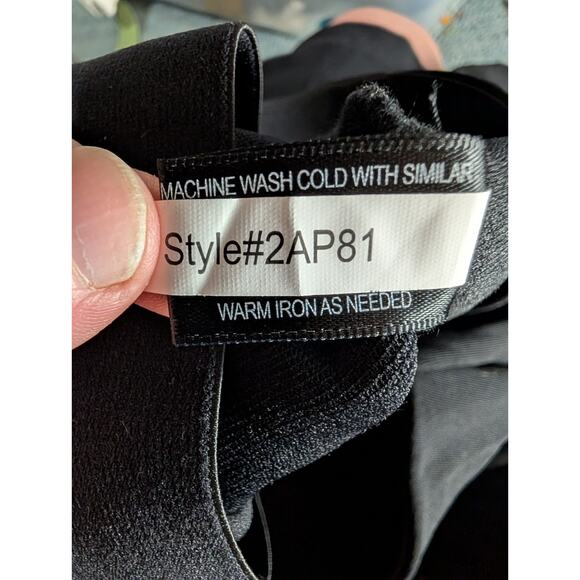 MACHINE WASH COLD WITH SIMILAR
Style#2AP81
WARM IRON AS NEEDED